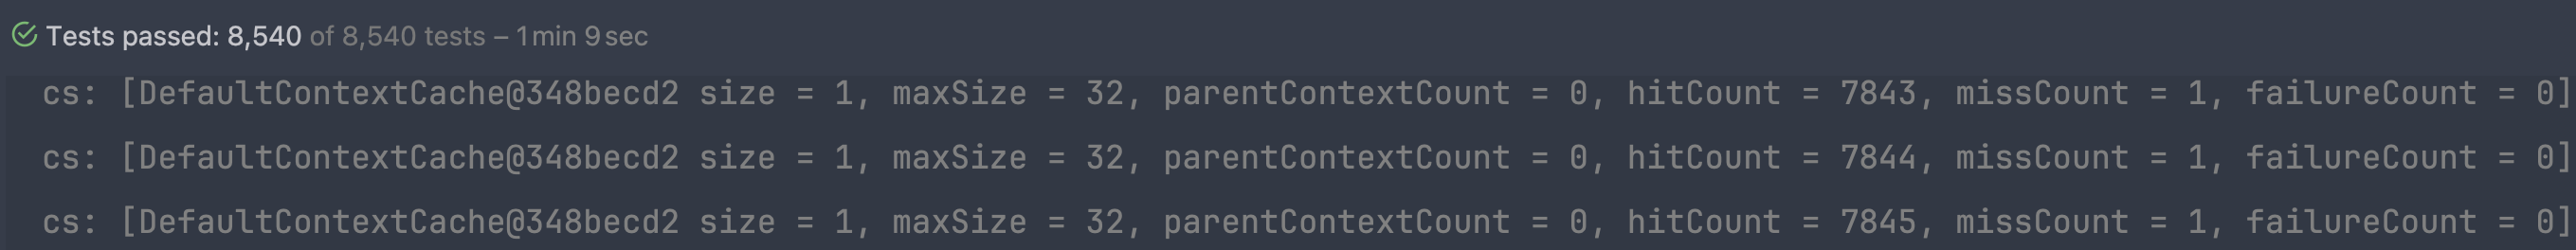 Tests passed: 8,540 of 8,540 tests – 1 min 9 sec
cs: [DefaultContextCache@348becd2 size = 1, maxSize = 32, parentContextCount = 0, hitCount = 7843, missCount = 1, failureCount = 0]
cs: [DefaultContextCache@348becd2 size = 1, maxSize = 32, parentContextCount = 0, hitCount = 7844, missCount = 1, failureCount = 0]
cs: [DefaultContextCache@348becd2 size = 1, maxSize = 32, parentContextCount = 0, hitCount = 7845, missCount = 1, failureCount = 0]